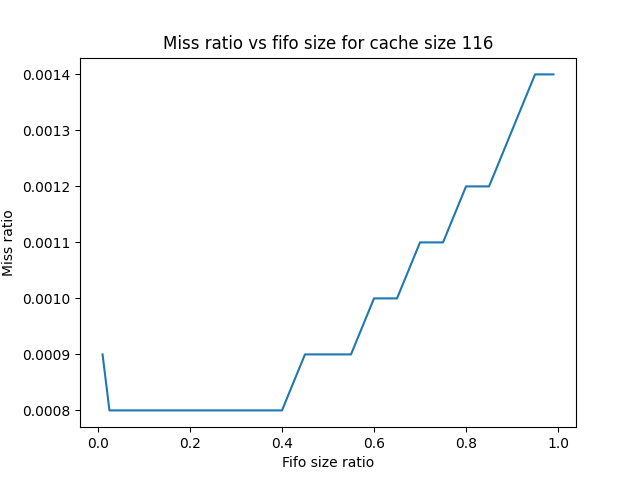 Miss ratio vs fifo size for cache size 116
Miss ratio
0.0014
0.0013
0.0012
0.0011
0.0010
0.0009
0.0008
0.0 0.2 0.4 0.6 0.8 1.0
Fifo size ratio